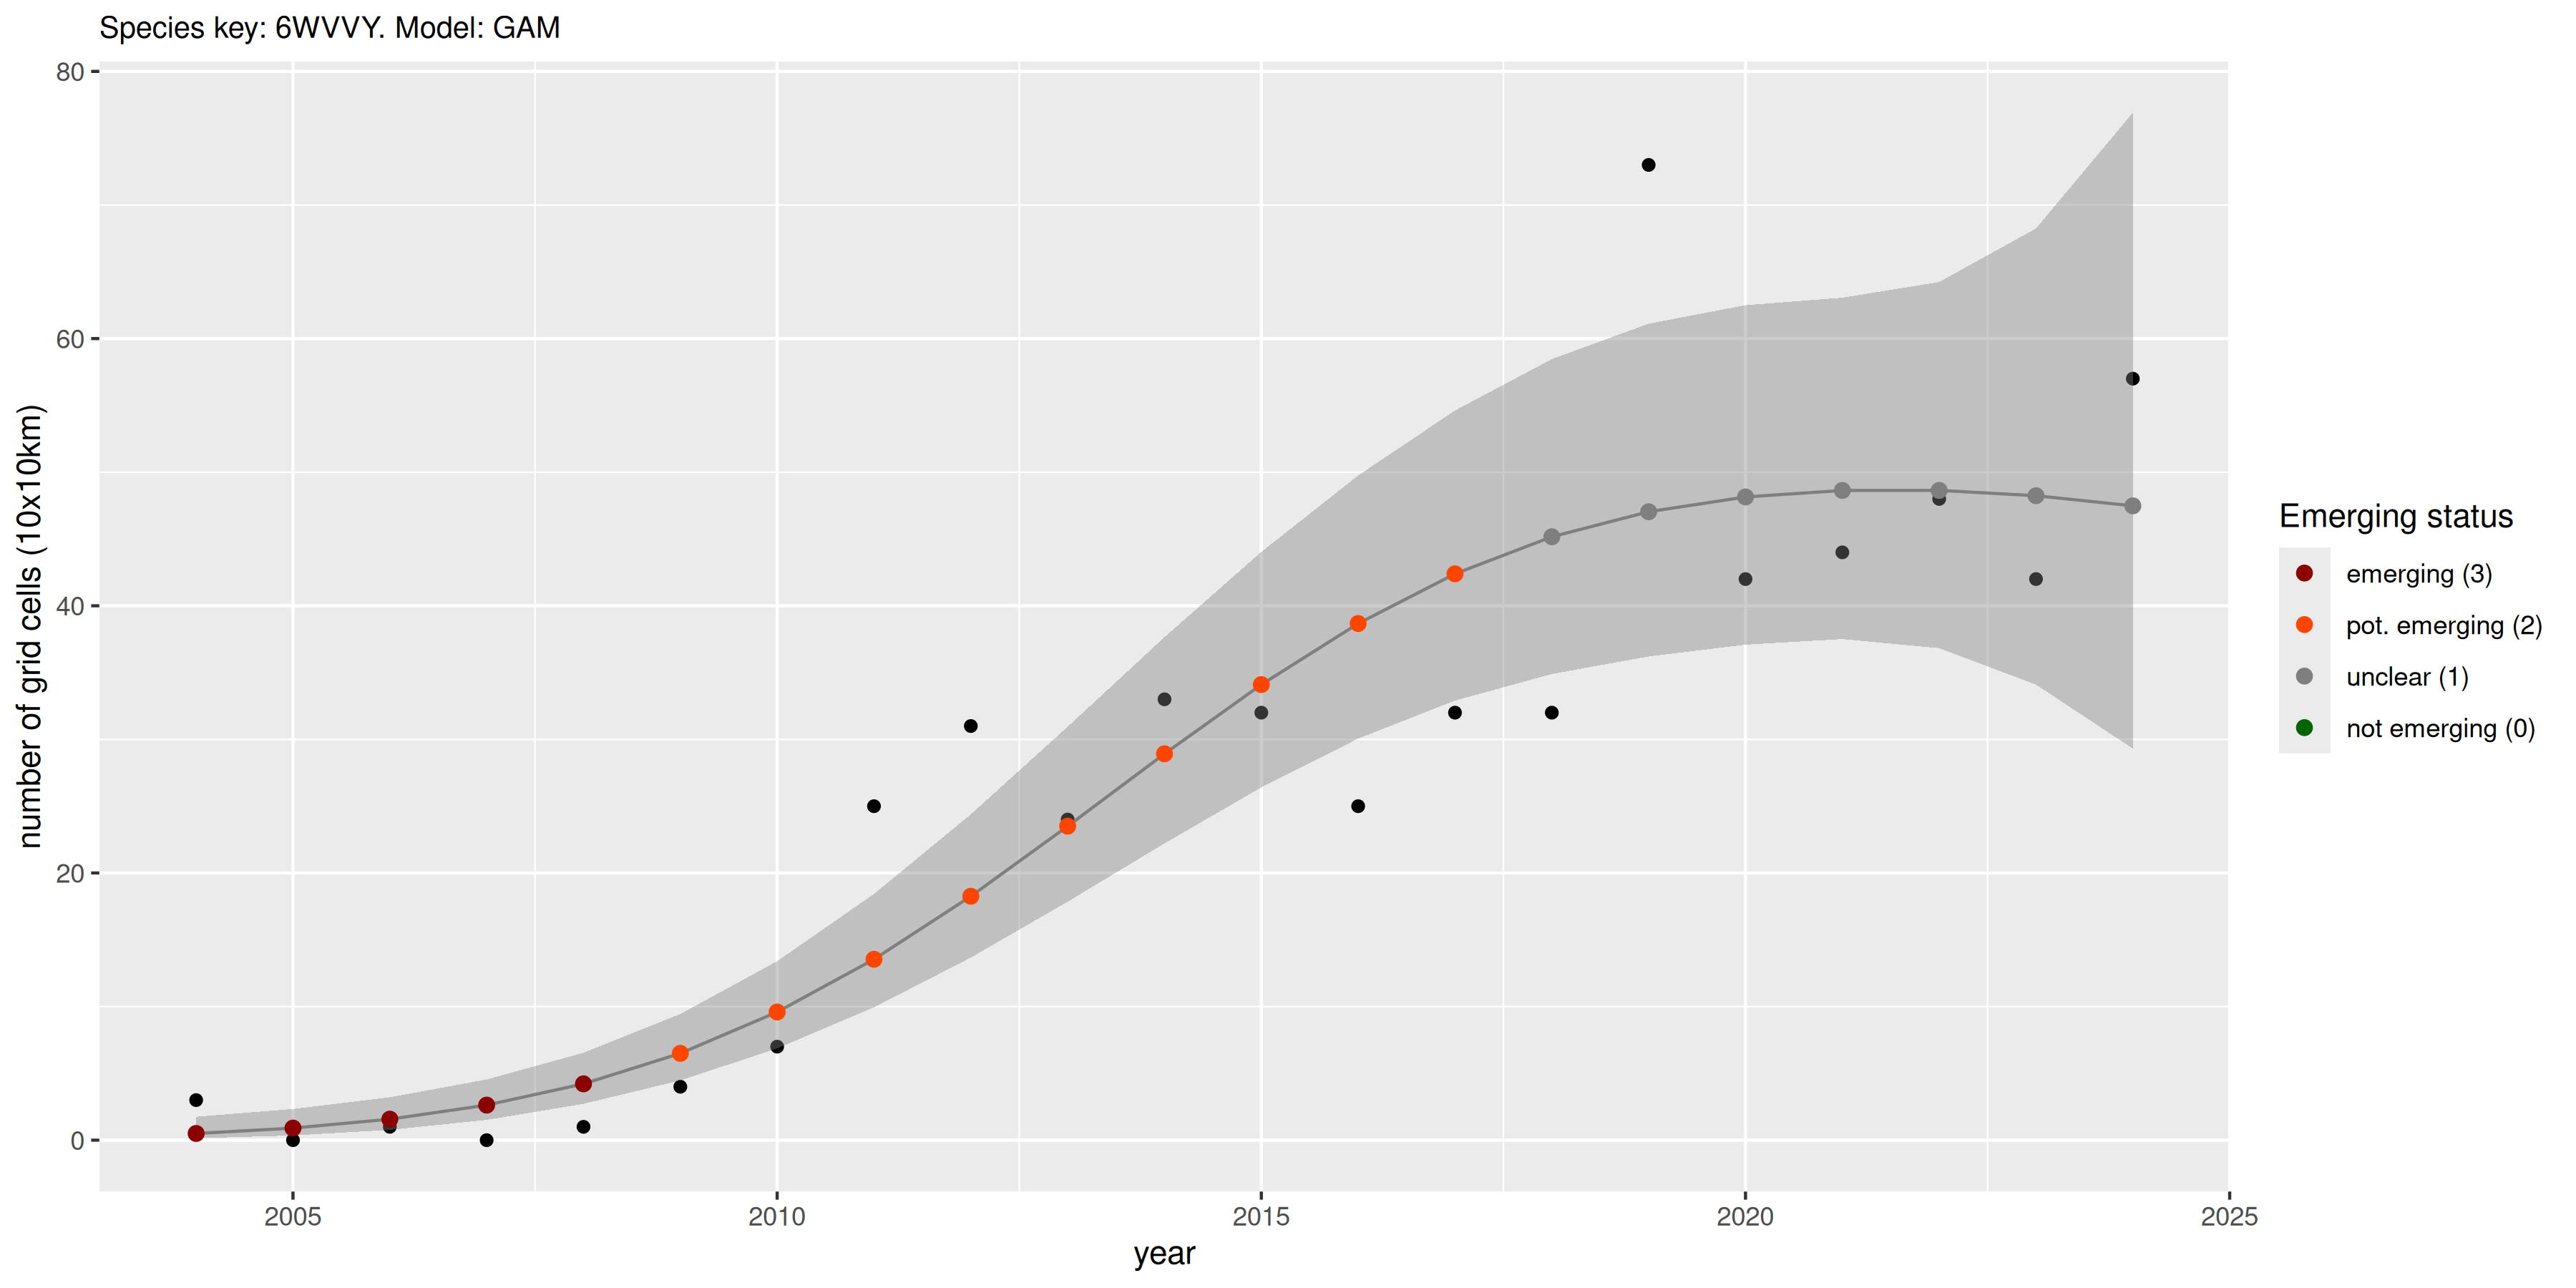 Species key: 6WVVY. Model: GAM
80
60
40
20
0
number of grid cells (10x10km)
2005
2010
2015
2020
2025
year
Emerging status
emerging (3)
pot. emerging (2)
unclear (1)
not emerging (0)